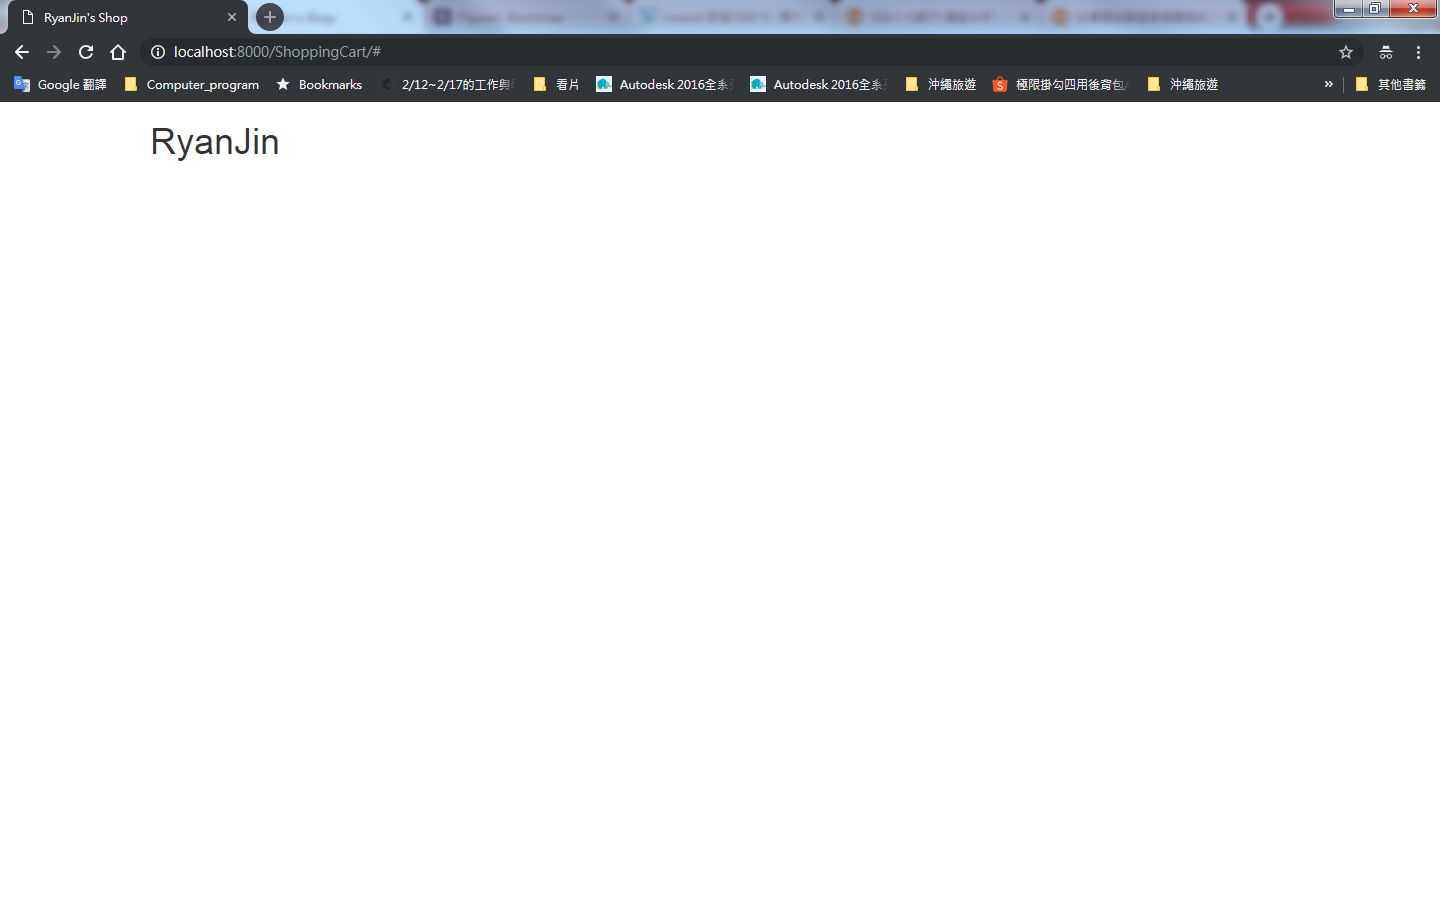 RyanJin's Shop
localhost:8000/ShoppingCart/#
Google 翻譯 Computer_program Bookmarks 2/12~2/17的工作與 看片 Autodesk 2016全系 Autodesk 2016全系 沖繩旅遊 極限掛勾四用後背包/ 沖繩旅遊 » 其他書籤
RyanJin